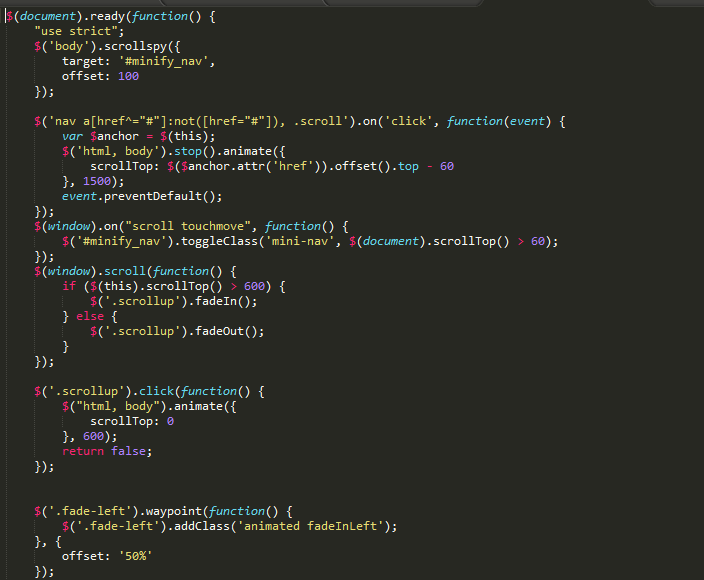 $(document).ready(function() {
    "use strict";
    $('body').scrollspy({
        target: '#minify_nav',
        offset: 100
    });

    $('nav a[href^="#"]:not([href="#"]), .scroll').on('click', function(event) {
        var $anchor = $(this);
        $('html, body').stop().animate({
            scrollTop: $($anchor.attr('href')).offset().top - 60
        }, 1500);
        event.preventDefault();
    });
    $(window).on("scroll touchmove", function() {
        $('#minify_nav').toggleClass('mini-nav', $(document).scrollTop() > 60);
    });
    $(window).scroll(function() {
        if ($(this).scrollTop() > 600) {
            $('.scrollup').fadeIn();
        } else {
            $('.scrollup').fadeOut();
        }
    });

    $('.scrollup').click(function() {
        $("html, body").animate({
            scrollTop: 0
        }, 600);
        return false;
    });


    $('.fade-left').waypoint(function() {
        $('.fade-left').addClass('animated fadeInLeft');
    }, {
        offset: '50%'
    });